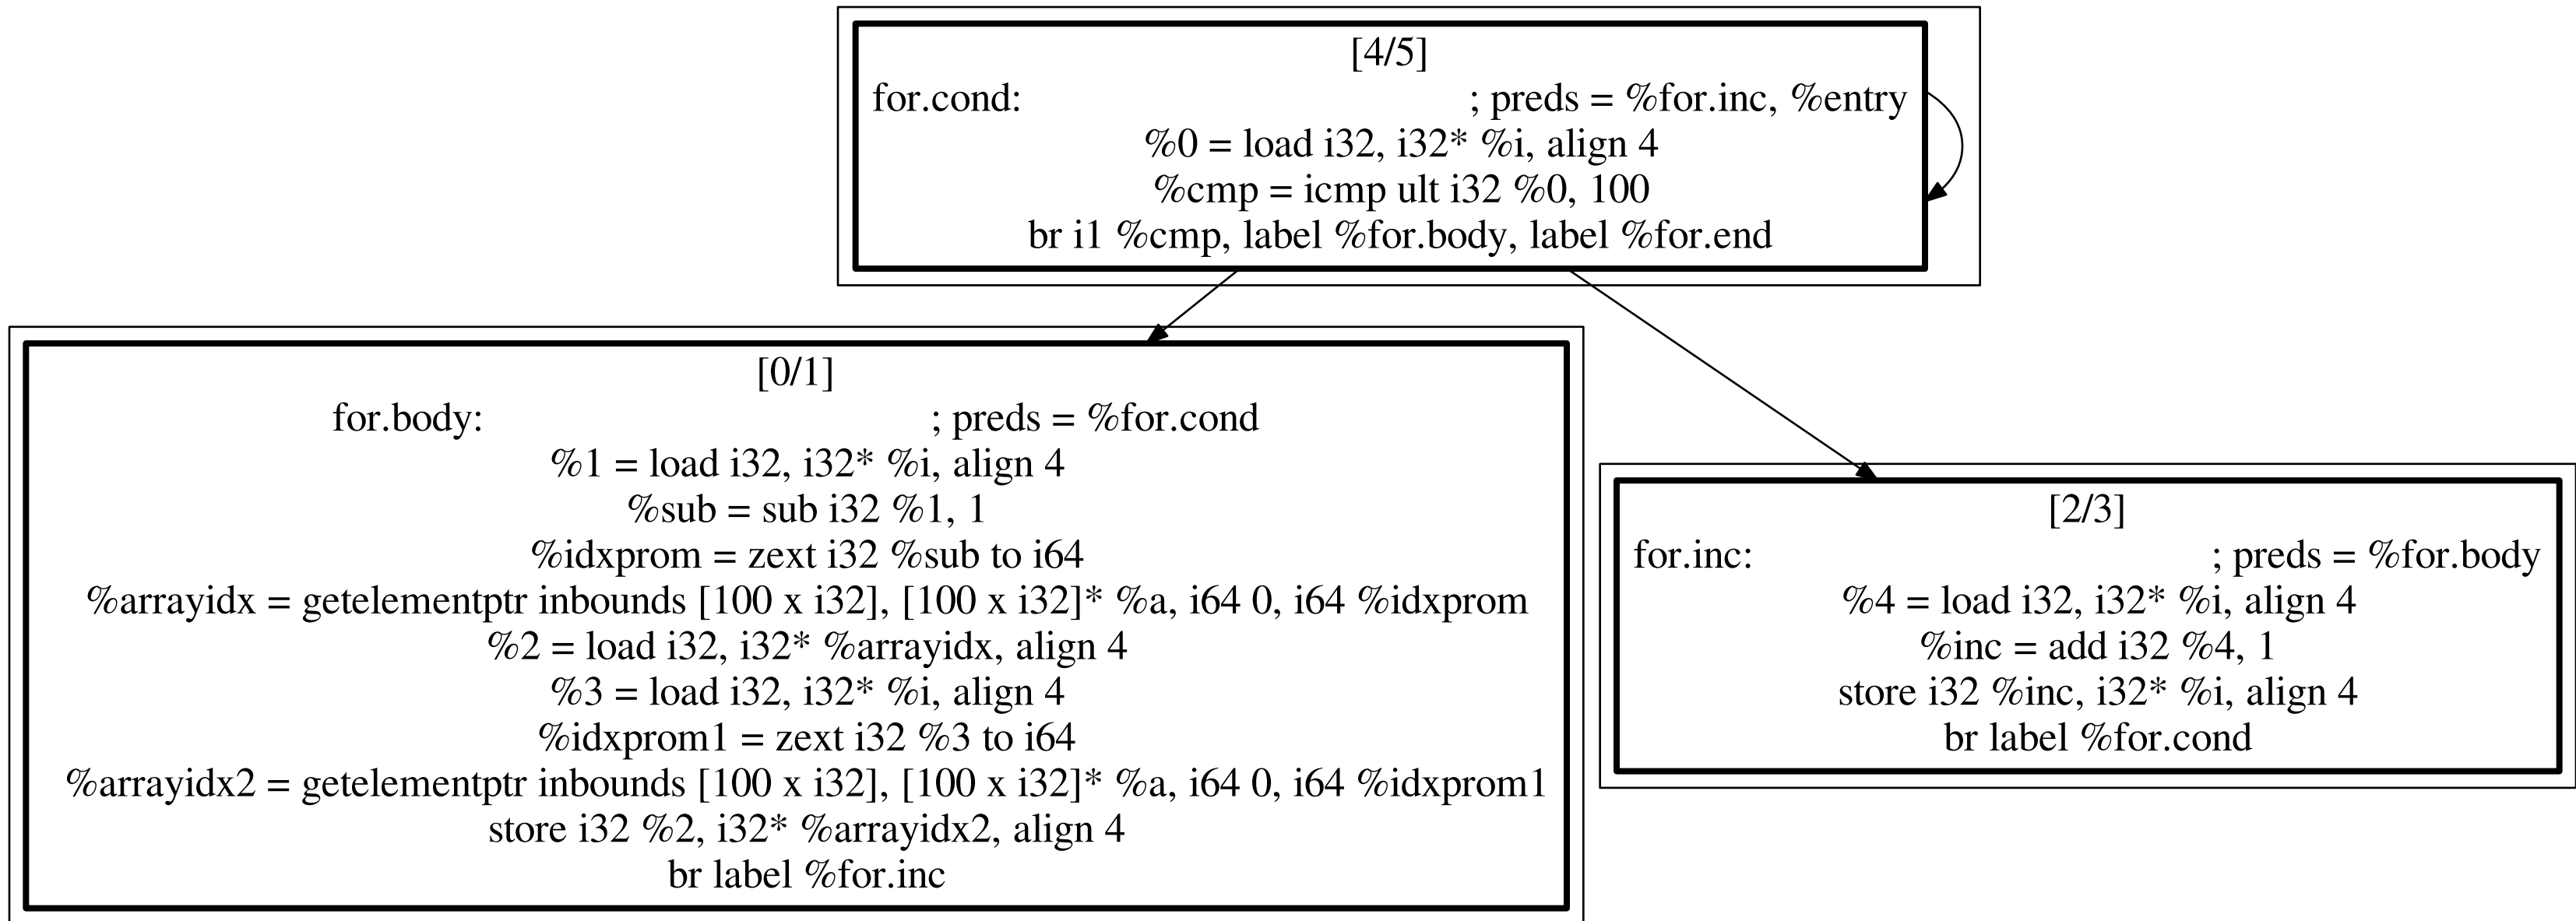 [4/5]
for.cond: ; preds = %for.inc, %entry
%0 = load i32, i32* %i, align 4
%cmp = icmp ult i32 %0, 100
br i1 %cmp, label %for.body, label %for.end
[0/1]
for.body: ; preds = %for.cond
%1 = load i32, i32* %i, align 4
%sub = sub i32 %1, 1
%idxprom = zext i32 %sub to i64
%arrayidx = getelementptr inbounds [100 x i32], [100 x i32]* %a, i64 0, i64 %idxprom
%2 = load i32, i32* %arrayidx, align 4
%3 = load i32, i32* %i, align 4
%idxprom1 = zext i32 %3 to i64
%arrayidx2 = getelementptr inbounds [100 x i32], [100 x i32]* %a, i64 0, i64 %idxprom1
store i32 %2, i32* %arrayidx2, align 4
br label %for.inc
[2/3]
for.inc: ; preds = %for.body
%4 = load i32, i32* %i, align 4
%inc = add i32 %4, 1
store i32 %inc, i32* %i, align 4
br label %for.cond